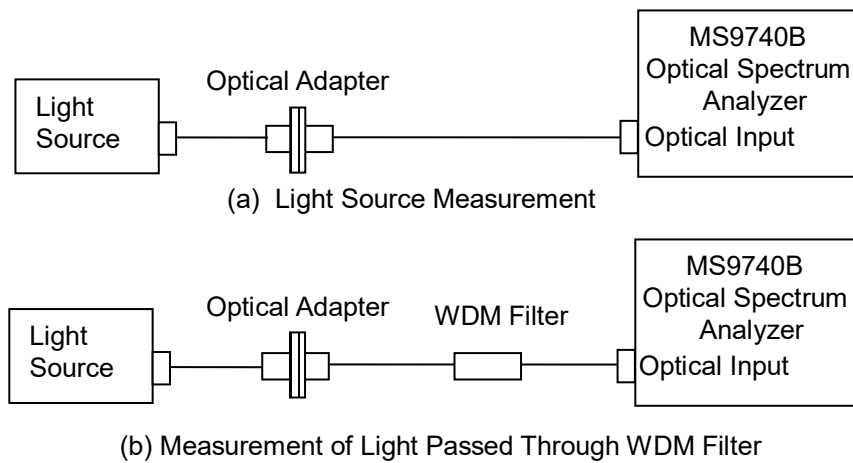 MS9740B
Optical Spectrum
Analyzer
Optical Input
Optical Adapter
Light
Source
(a) Light Source Measurement
MS9740B
Optical Spectrum
Analyzer
Optical Input
Optical Adapter
WDM Filter
Light
Source
(b) Measurement of Light Passed Through WDM Filter